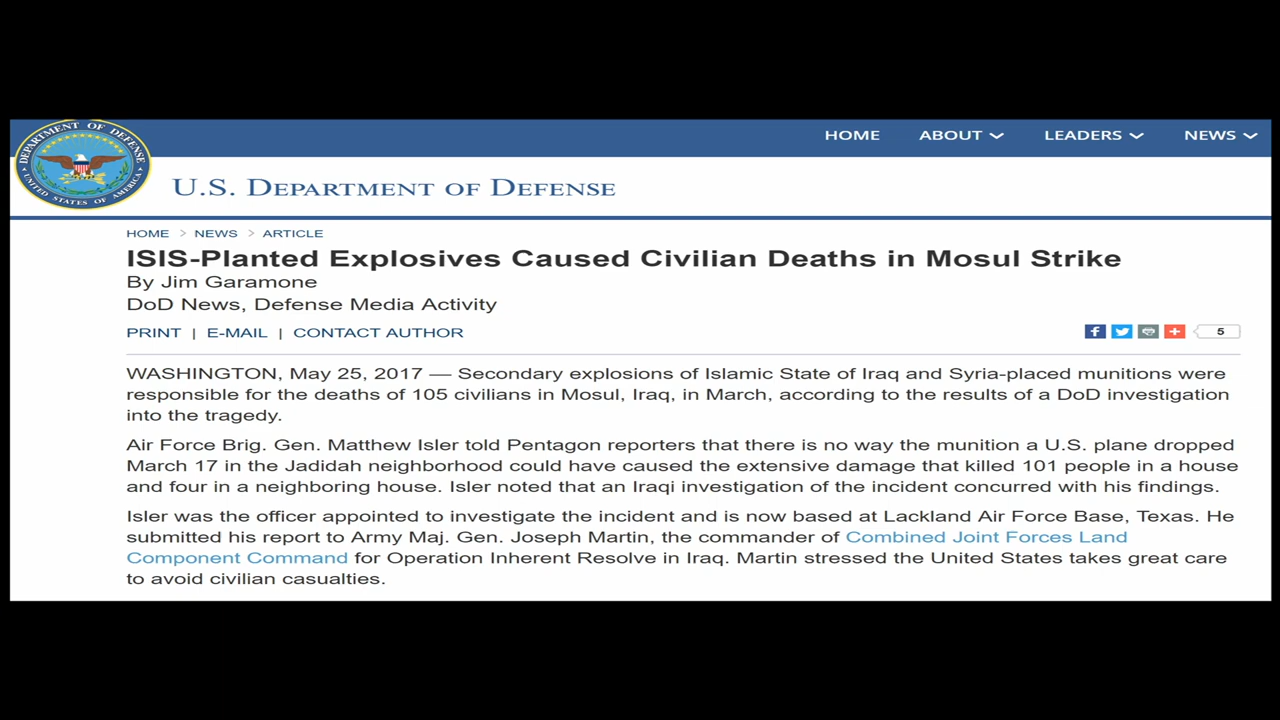 DEPARTMENT OF DEFENSE
UNITED STATES OF AMERICA
HOME ABOUT LEADERS NEWS
U.S. DEPARTMENT OF DEFENSE
HOME > NEWS > ARTICLE
ISIS-Planted Explosives Caused Civilian Deaths in Mosul Strike
By Jim Garamone
DoD News, Defense Media Activity
PRINT | E-MAIL | CONTACT AUTHOR
5
WASHINGTON, May 25, 2017 — Secondary explosions of Islamic State of Iraq and Syria-placed munitions were
responsible for the deaths of 105 civilians in Mosul, Iraq, in March, according to the results of a DoD investigation
into the tragedy.
Air Force Brig. Gen. Matthew Isler told Pentagon reporters that there is no way the munition a U.S. plane dropped
March 17 in the Jadidah neighborhood could have caused the extensive damage that killed 101 people in a house
and four in a neighboring house. Isler noted that an Iraqi investigation of the incident concurred with his findings.
Isler was the officer appointed to investigate the incident and is now based at Lackland Air Force Base, Texas. He
submitted his report to Army Maj. Gen. Joseph Martin, the commander of Combined Joint Forces Land
Component Command for Operation Inherent Resolve in Iraq. Martin stressed the United States takes great care
to avoid civilian casualties.